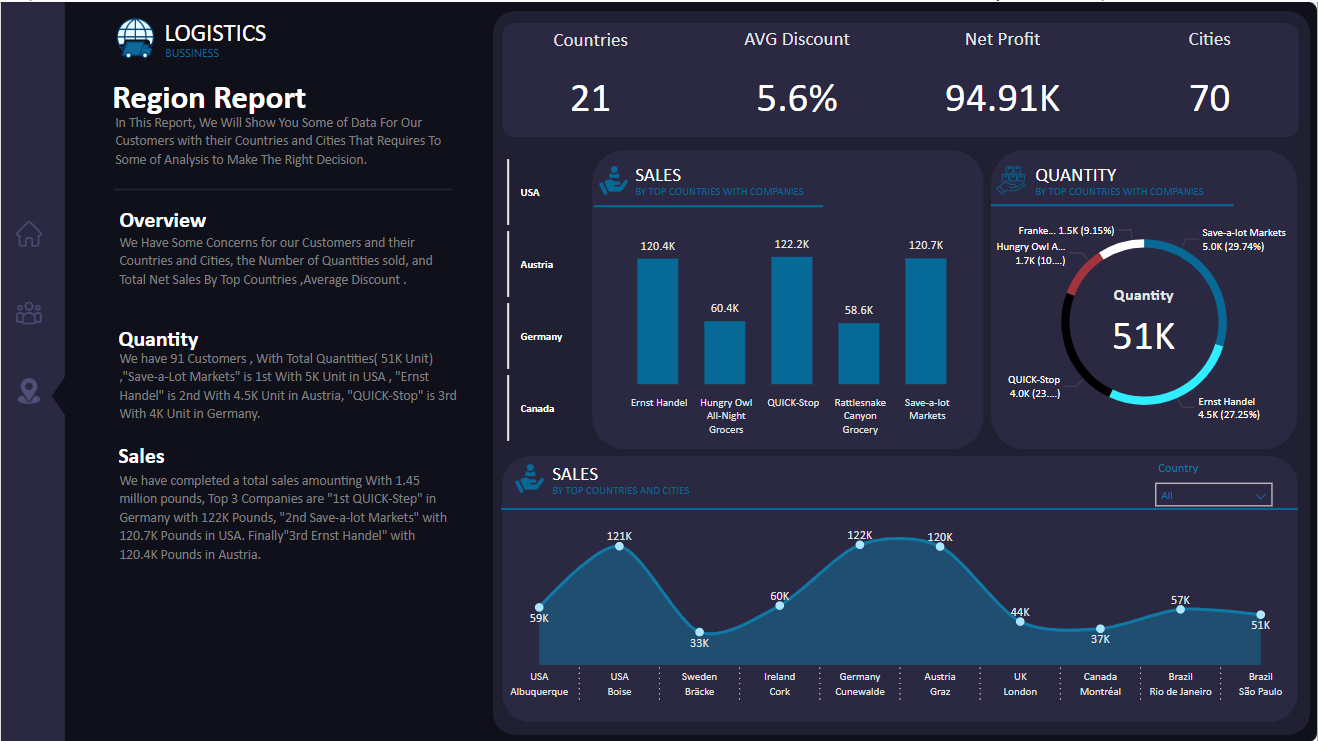 LOGISTICS
BUSSINESS
Region Report
In This Report, We Will Show You Some of Data For Our
Customers with their Countries and Cities That Requires To
Some of Analysis to Make The Right Decision.
Overview
We Have Some Concerns for our Customers and their
Countries and Cities, the Number of Quantities sold, and
Total Net Sales By Top Countries ,Average Discount .
Quantity
We have 91 Customers , With Total Quantities( 51K Unit)
,"Save-a-Lot Markets" is 1st With 5K Unit in USA , "Ernst
Handel" is 2nd With 4.5K Unit in Austria, "QUICK-Stop" is 3rd
With 4K Unit in Germany.
Sales
We have completed a total sales amounting With 1.45
million pounds, Top 3 Companies are "1st QUICK-Step" in
Germany with 122K Pounds, "2nd Save-a-lot Markets" with
120.7K Pounds in USA. Finally"3rd Ernst Handel" with
120.4K Pounds in Austria.
Countries
AVG Discount
Net Profit
Cities
21
5.6%
94.91K
70
USA
Austria
Germany
Canada
SALES
BY TOP COUNTRIES WITH COMPANIES
120.4K
60.4K
122.2K
58.6K
120.7K
Ernst Handel
Hungry Owl
All-Night
Grocers
QUICK-Stop
Rattlesnake
Canyon
Grocery
Save-a-lot
Markets
QUANTITY
BY TOP COUNTRIES WITH COMPANIES
Franke... 1.5K (9.15%)
Hungry Owl A...
1.7K (10....)
Save-a-lot Markets
5.0K (29.74%)
Quantity
51K
QUICK-Stop
4.0K (23....)
Ernst Handel
4.5K (27.25%)
SALES
BY TOP COUNTRIES AND CITIES
Country
All
59K
121K
33K
60K
122K
120K
44K
37K
57K
51K
USA
Albuquerque
USA
Boise
Sweden
Bräcke
Ireland
Cork
Germany
Cunewalde
Austria
Graz
UK
London
Canada
Montréal
Brazil
Rio de Janeiro
Brazil
São Paulo